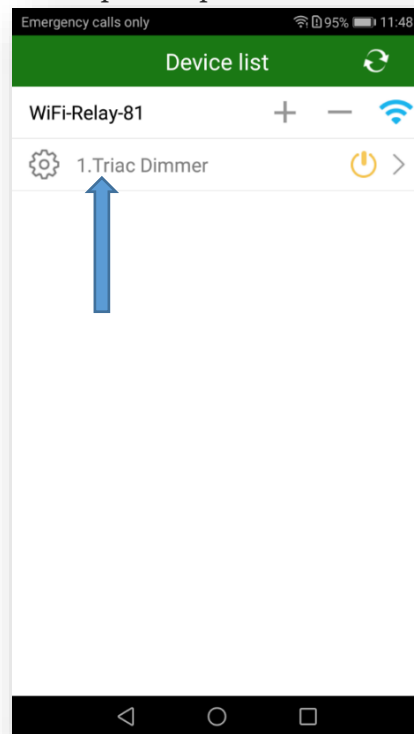 Emergency calls only 95% 11:48
Device list
WiFi-Relay-81
1.Triac Dimmer